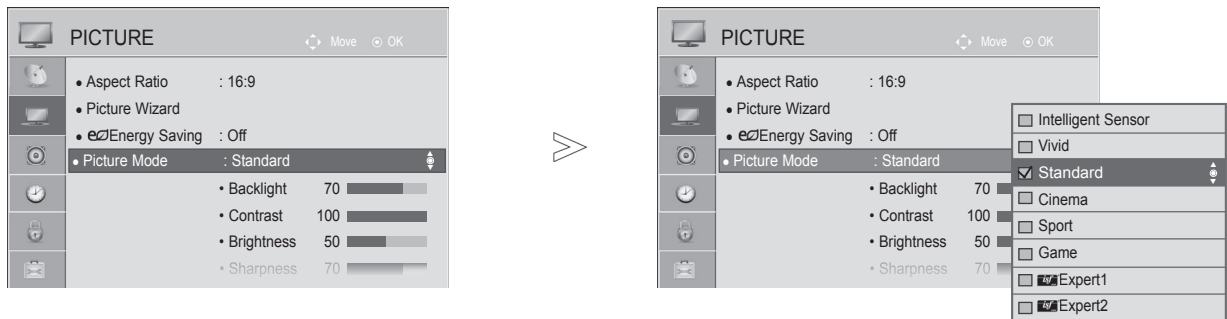 PICTURE Move OK
• Aspect Ratio : 16:9
• Picture Wizard
• Energy Saving : Off
• Picture Mode : Standard
• Backlight 70
• Contrast 100
• Brightness 50
• Sharpness 70
PICTURE Move OK
• Aspect Ratio : 16:9
• Picture Wizard
• Energy Saving : Off
• Picture Mode : Standard
• Backlight 70
• Contrast 100
• Brightness 50
• Sharpness 70
Intelligent Sensor
Vivid
Standard
Cinema
Sport
Game
Expert1
Expert2